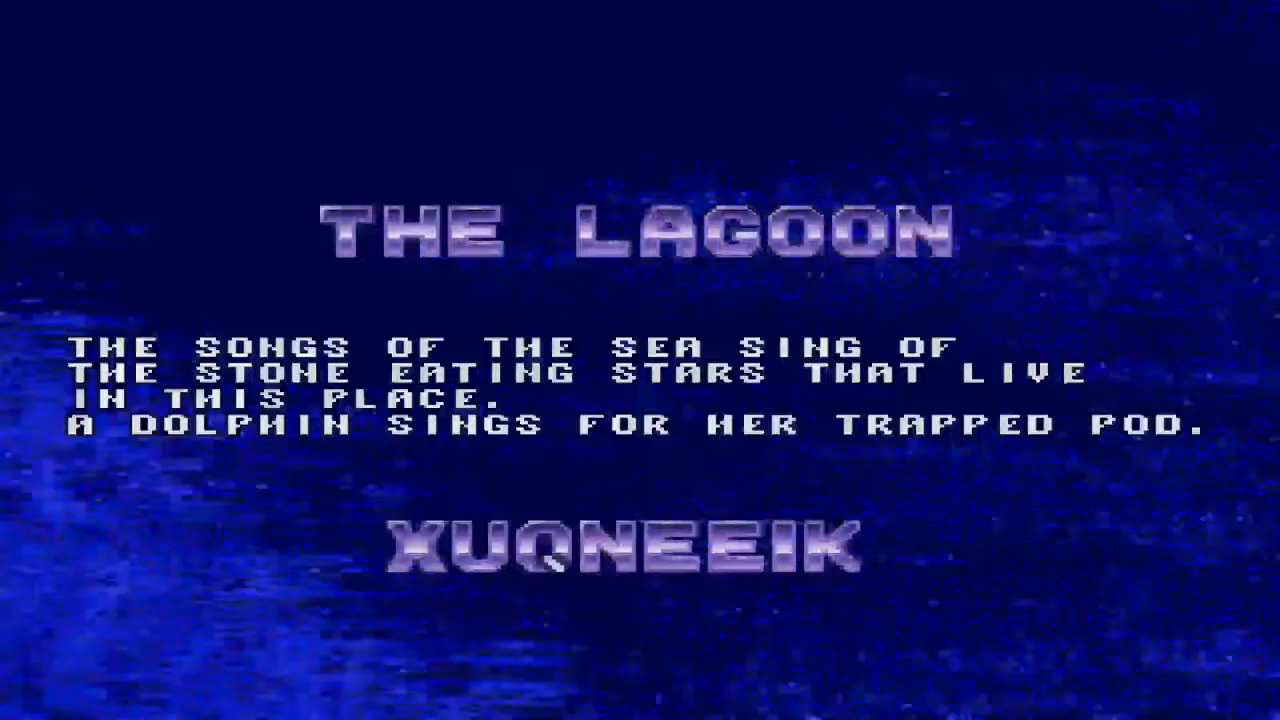 THE LAGOON
THE SONGS OF THE SEA SING OF
THE STONE EATING STARS THAT LIVE
IN THIS PLACE.
A DOLPHIN SINGS FOR HER TRAPPED POD.
XUQNEEIK